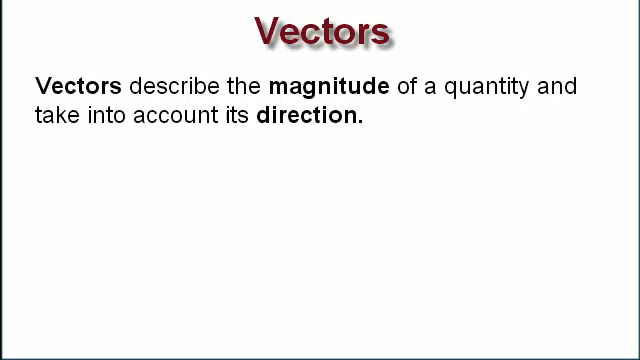 Vectors
Vectors describe the magnitude of a quantity and
take into account its direction.